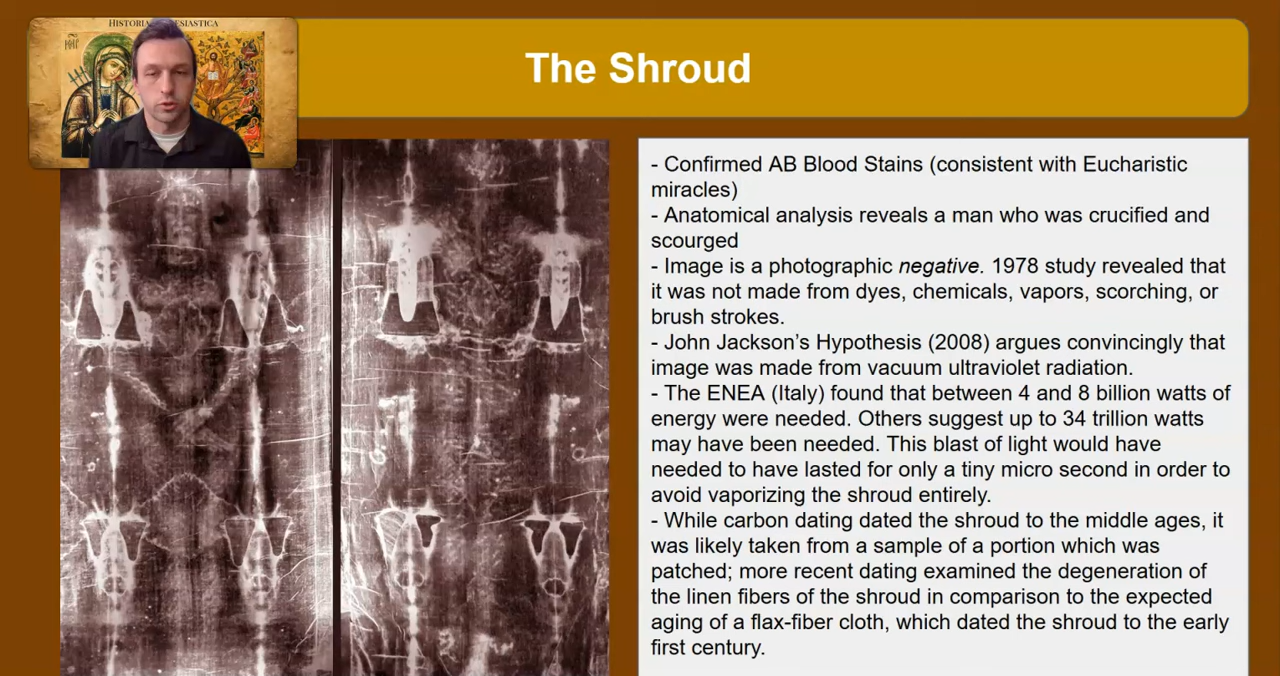 HISTORIA ECCLESIASTICA
The Shroud
- Confirmed AB Blood Stains (consistent with Eucharistic
miracles)
- Anatomical analysis reveals a man who was crucified and
scourged
- Image is a photographic negative. 1978 study revealed that
it was not made from dyes, chemicals, vapors, scorching, or
brush strokes.
- John Jackson’s Hypothesis (2008) argues convincingly that
image was made from vacuum ultraviolet radiation.
- The ENEA (Italy) found that between 4 and 8 billion watts of
energy were needed. Others suggest up to 34 trillion watts
may have been needed. This blast of light would have
needed to have lasted for only a tiny micro second in order to
avoid vaporizing the shroud entirely.
- While carbon dating dated the shroud to the middle ages, it
was likely taken from a sample of a portion which was
patched; more recent dating examined the degeneration of
the linen fibers of the shroud in comparison to the expected
aging of a flax-fiber cloth, which dated the shroud to the early
first century.